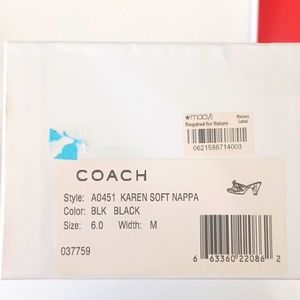 ★macy's
Required for Return
Return
Label
0621588714003
COACH
Style: A0451 KAREN SOFT NAPPA
Color: BLK BLACK
Size: 6.0 Width: M
037759
6 63360 22086 2